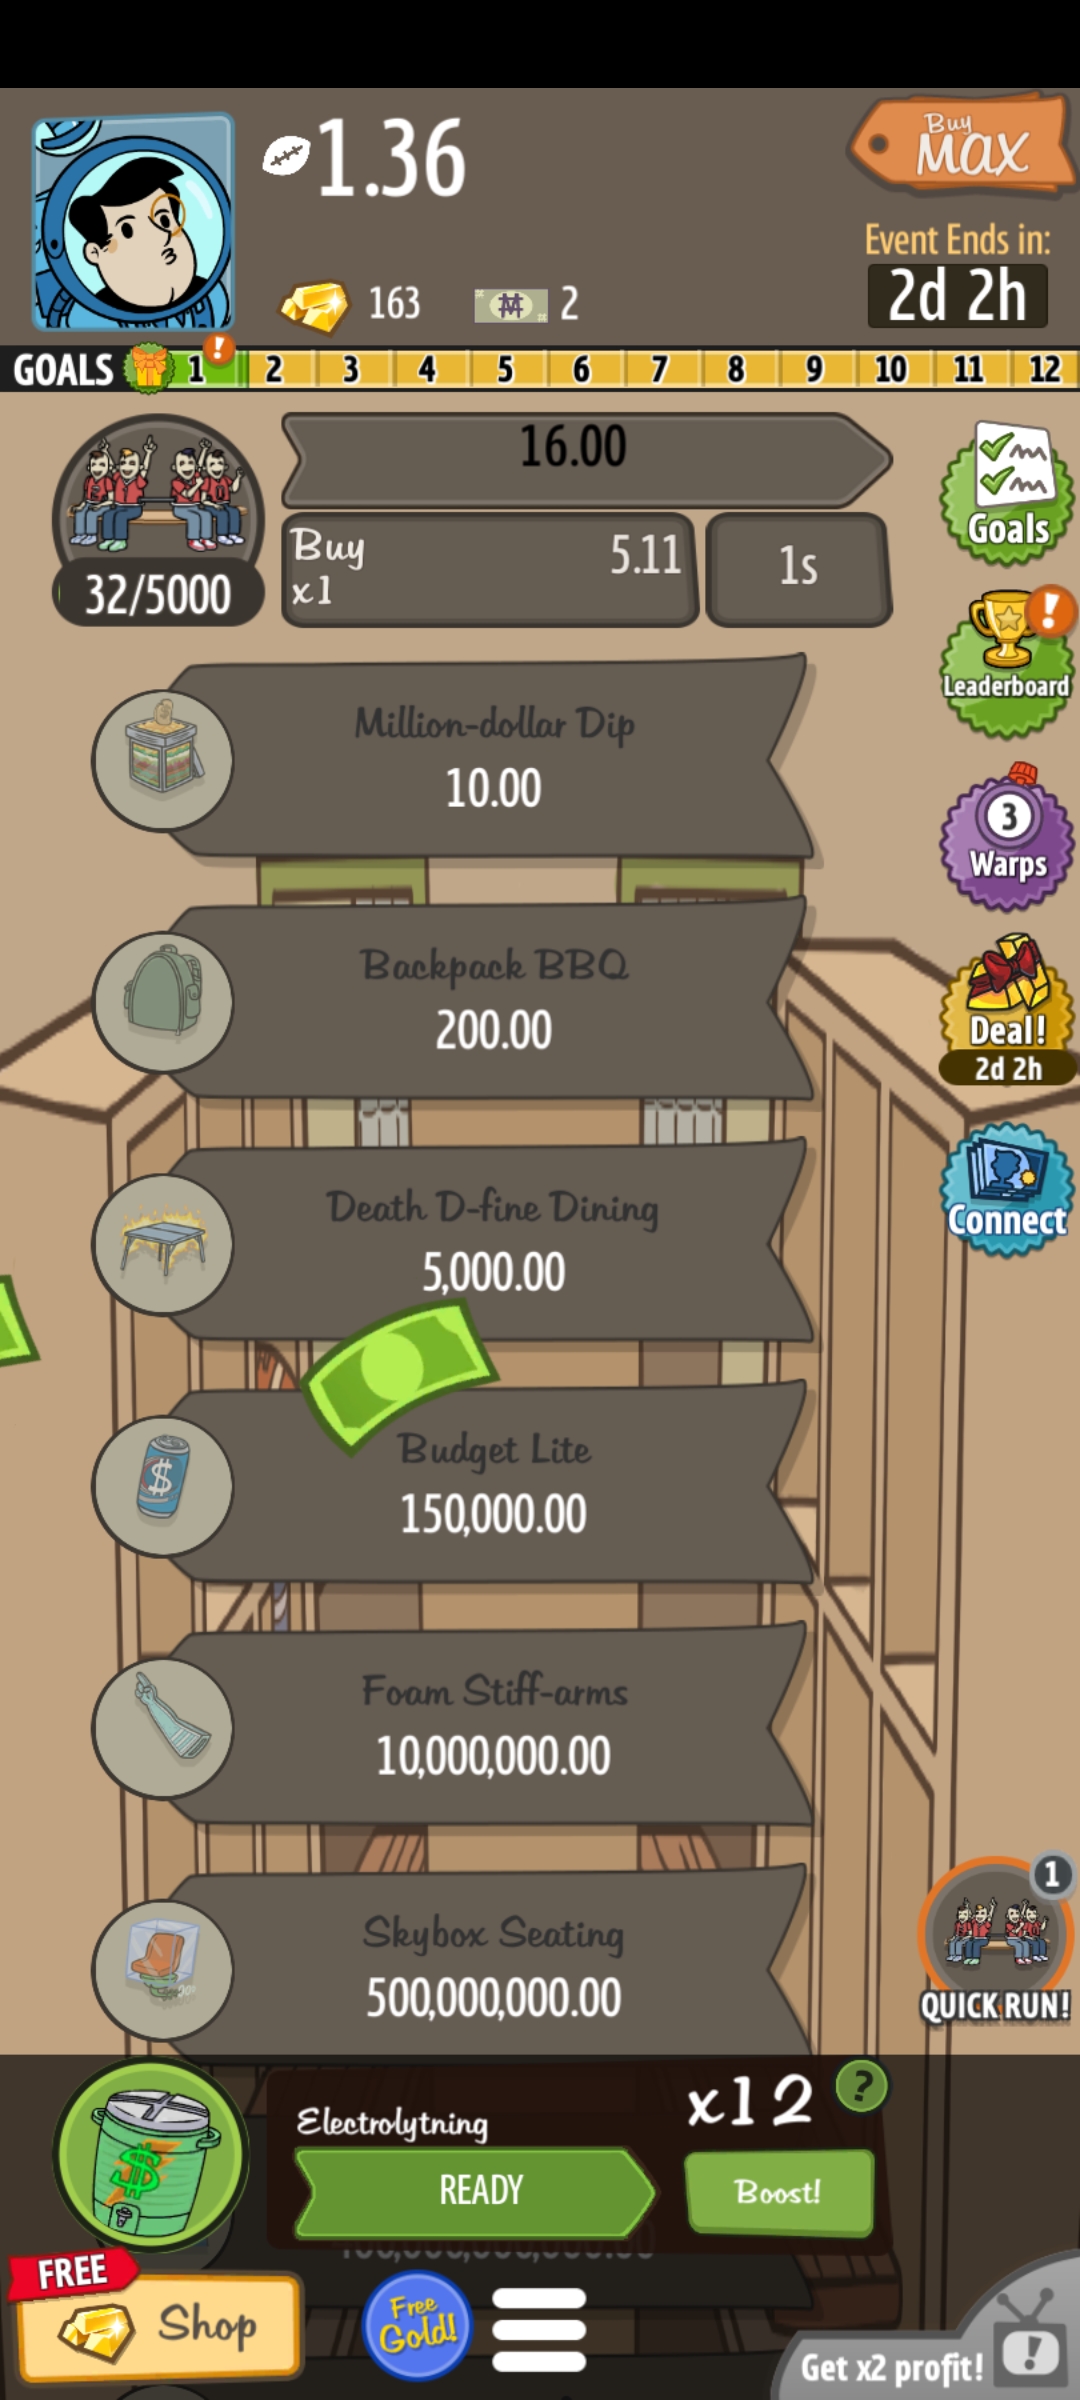 1.36
Buy
MAX
Event Ends in:
2d 2h
163
2
GOALS 1 ! 2 3 4 5 6 7 8 9 10 11 12
16.00
Buy
x1
5.11
1s
32/5000
Goals
!
Leaderboard
3
Warps
Deal!
2d 2h
Connect
Million-dollar Dip
10.00
Backpack BBQ
200.00
Death D-fine Dining
5,000.00
$
Budget Lite
150,000.00
Foam Stiff-arms
10,000,000.00
Skybox Seating
500,000,000.00
1
QUICK RUN!
$
Electrolytning
x12
?
READY
Boost!
FREE
Shop
Free
Gold!
Get x2 profit!
!